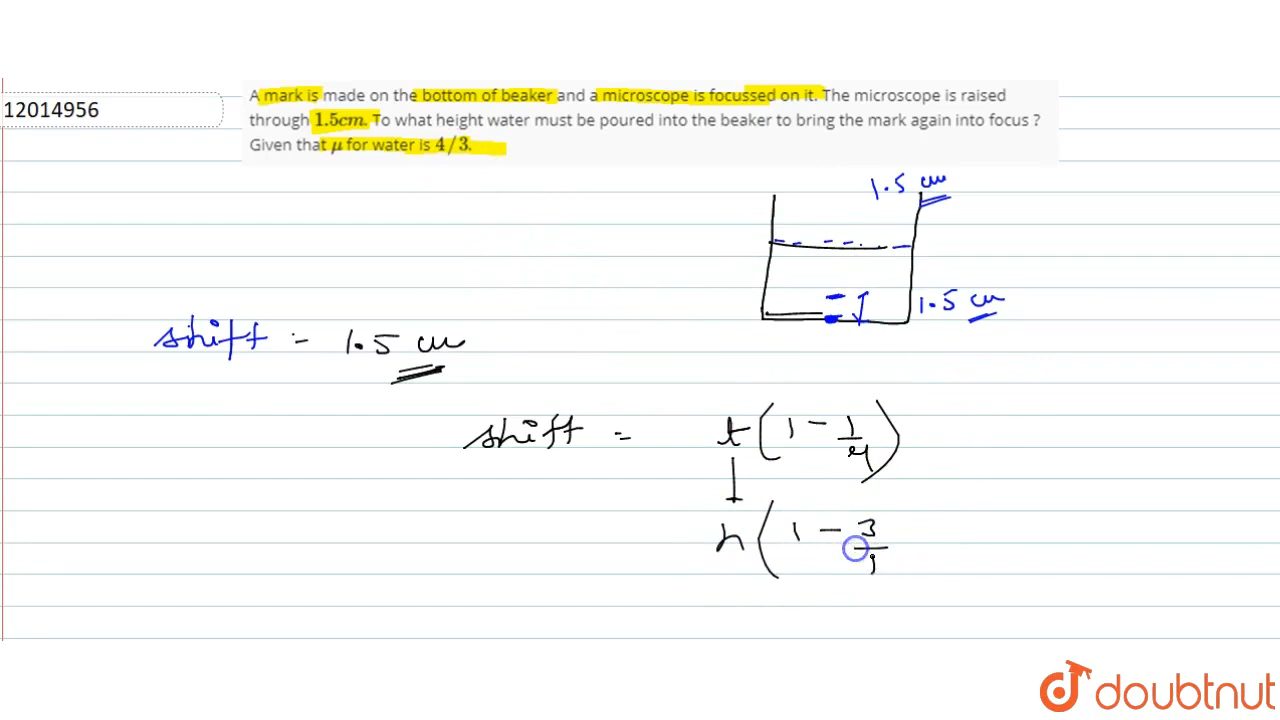 12014956
A mark is made on the bottom of beaker and a microscope is focussed on it. The microscope is raised
through 1.5cm. To what height water must be poured into the beaker to bring the mark again into focus ?
Given that μ for water is 4/3.
1.5 cm
1.5 cm
shift = 1.5 cm
shift = t(1 - 1/μ)
h(1 - 3/
doubtnut